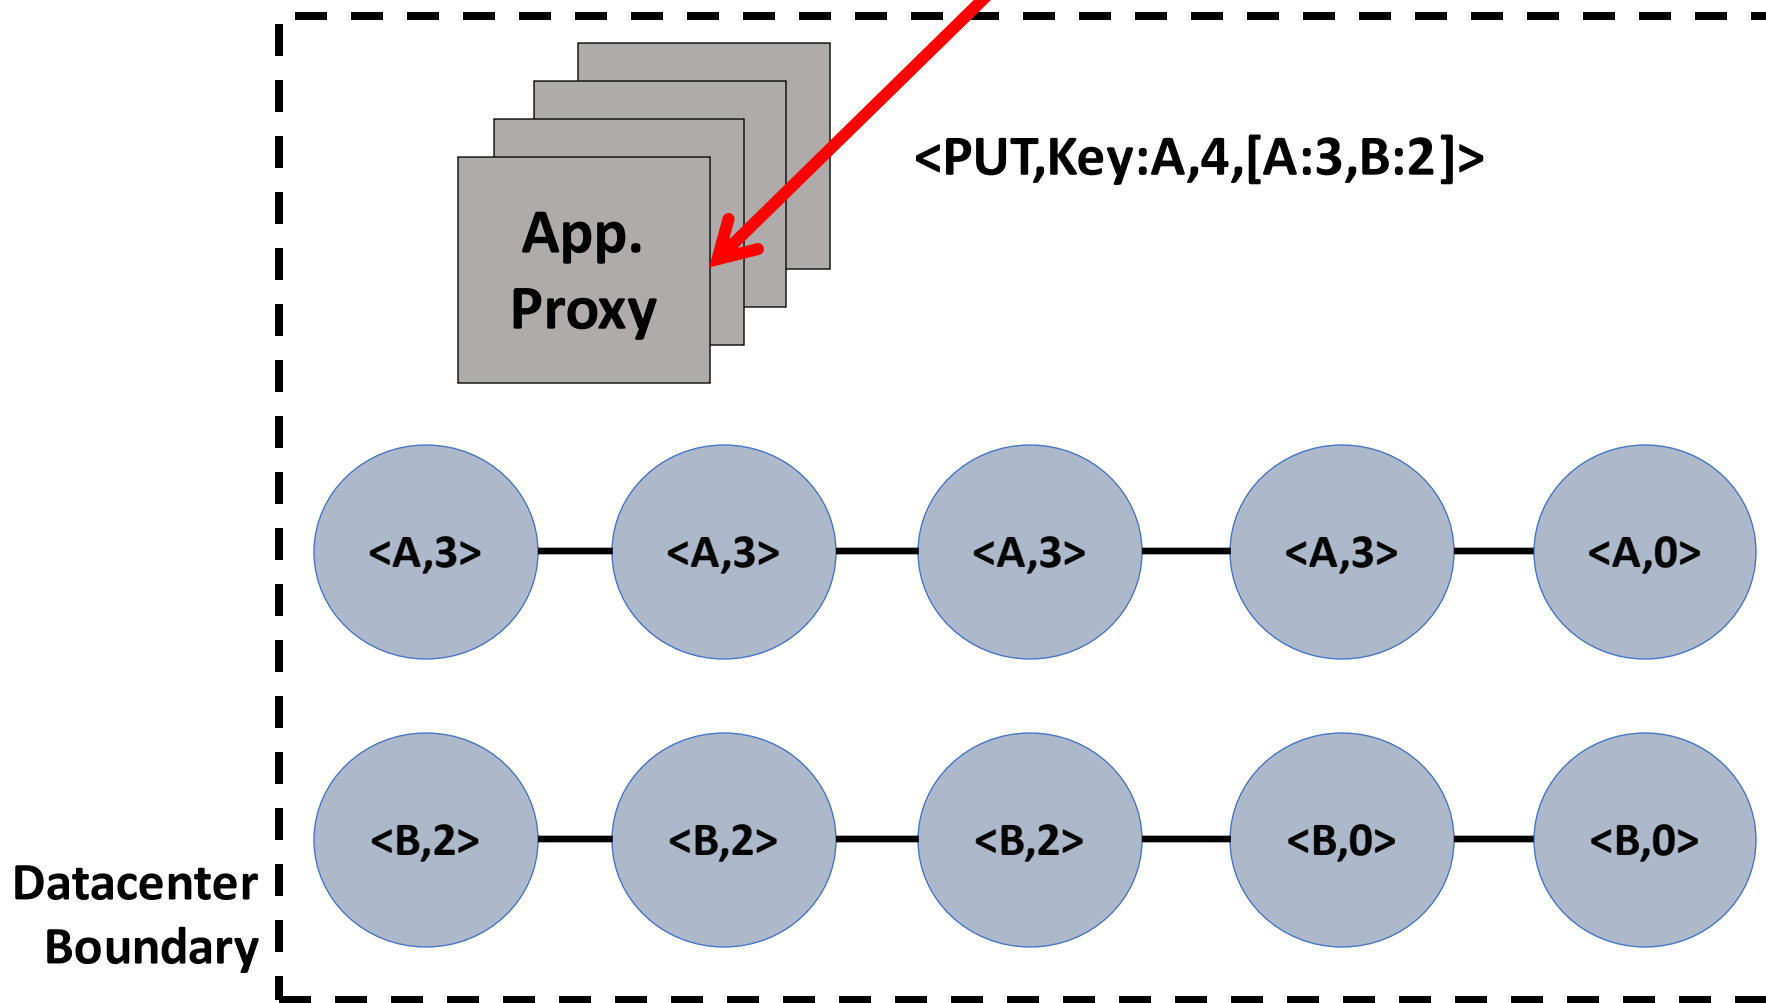 <PUT,Key:A,4,[A:3,B:2]>
App.
Proxy
<A,3> <A,3> <A,3> <A,3> <A,0>
<B,2> <B,2> <B,2> <B,0> <B,0>
Datacenter
Boundary